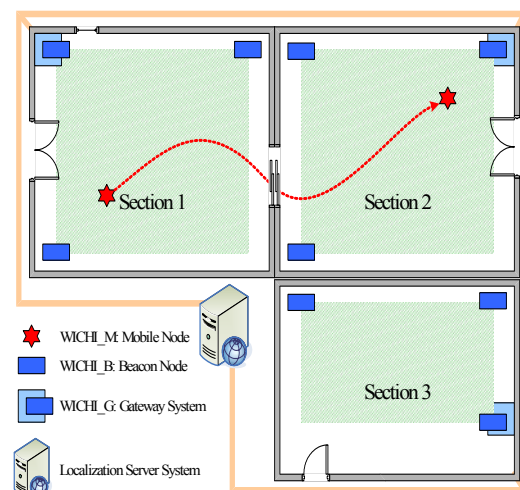 Section 1
Section 2
Section 3
WICHI_M: Mobile Node
WICHI_B: Beacon Node
WICHI_G: Gateway System
Localization Server System